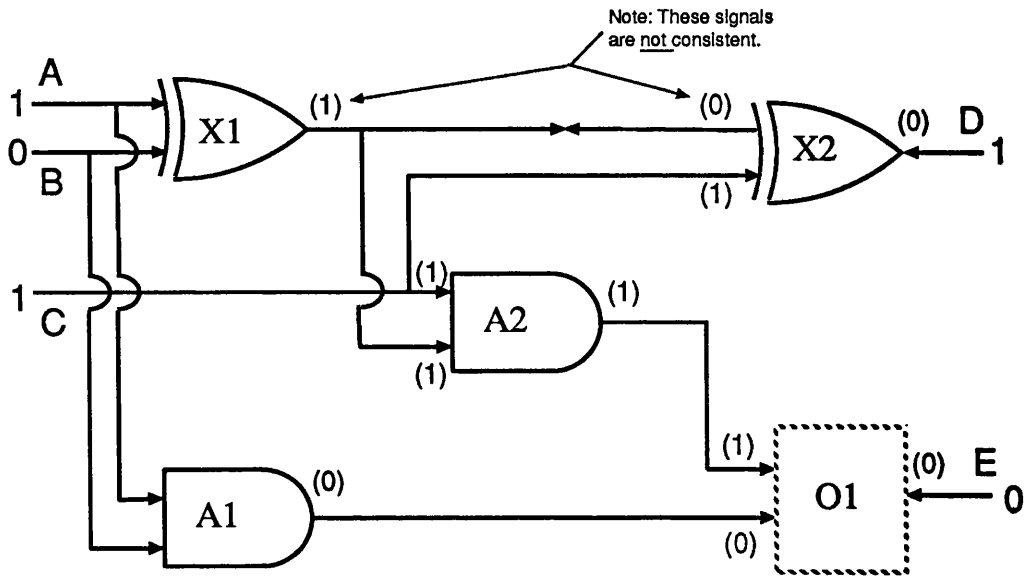 Note: These signals
are not consistent.
A
1
X1
(1)
(0)
X2
(0)
D
1
0
B
(1)
1
C
(1)
A2
(1)
(1)
(1)
O1
(0)
E
0
A1
(0)
(0)